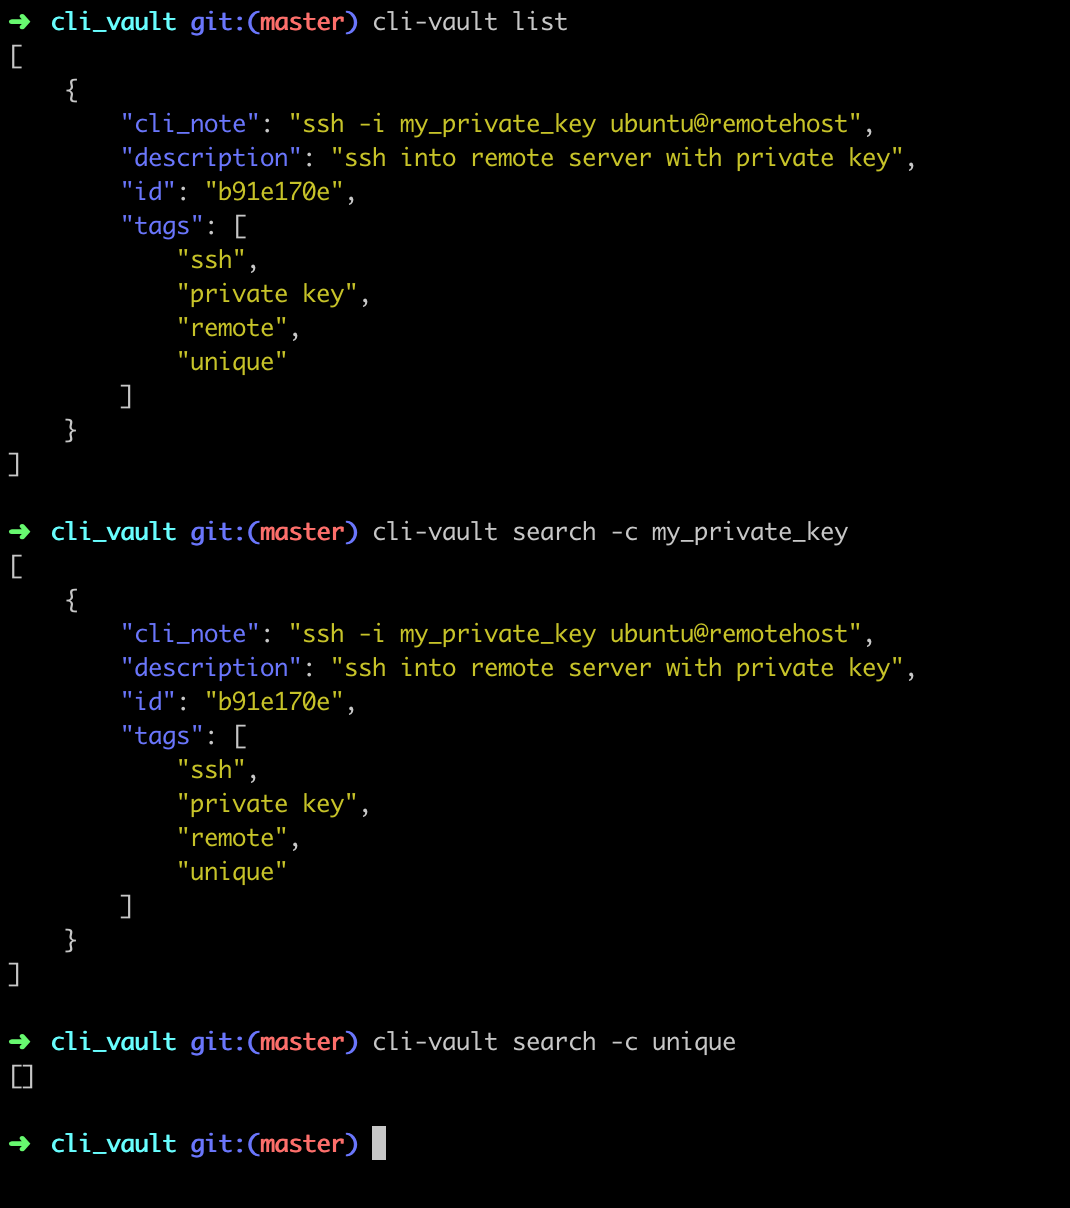 ➜ cli_vault git:(master) cli-vault list
[
    {
        "cli_note": "ssh -i my_private_key ubuntu@remotehost",
        "description": "ssh into remote server with private key",
        "id": "b91e170e",
        "tags": [
            "ssh",
            "private key",
            "remote",
            "unique"
        ]
    }
]
➜ cli_vault git:(master) cli-vault search -c my_private_key
[
    {
        "cli_note": "ssh -i my_private_key ubuntu@remotehost",
        "description": "ssh into remote server with private key",
        "id": "b91e170e",
        "tags": [
            "ssh",
            "private key",
            "remote",
            "unique"
        ]
    }
]
➜ cli_vault git:(master) cli-vault search -c unique
[]
➜ cli_vault git:(master)